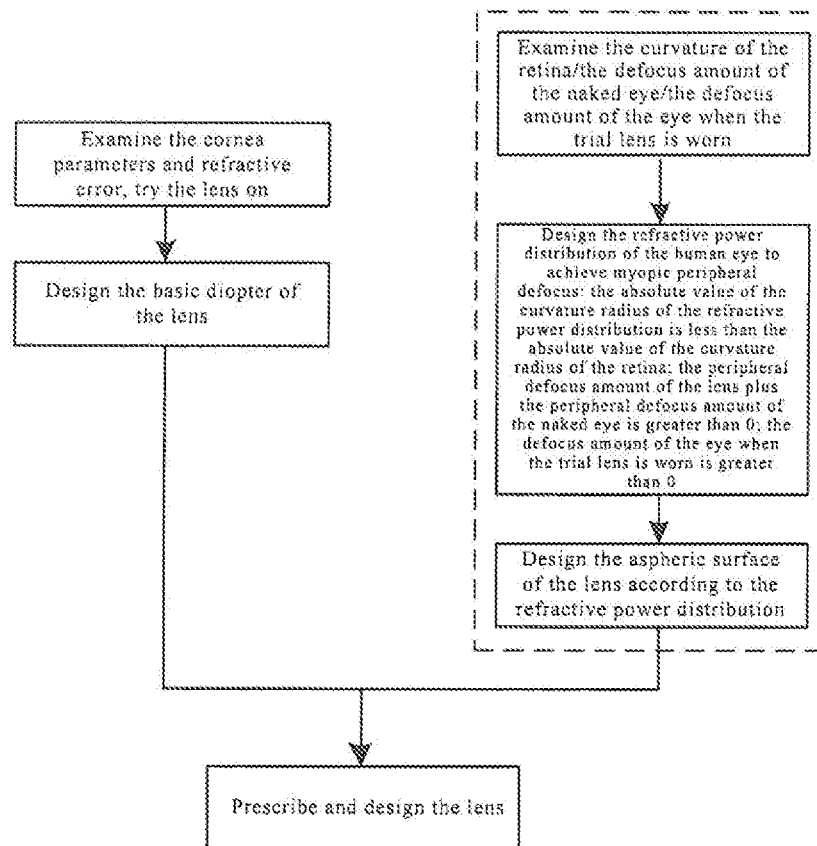 Examine the cornea
parameters and refractive
error, try the lens on
Design the basic diopter of
the lens
Examine the curvature of the
retina/the defocus amount of
the naked eye/the defocus
amount of the eye when the
trial lens is worn
Design the refractive power
distribution of the human eye to
achieve myopic peripheral
defocus: the absolute value of the
curvature radius of the refractive
power distribution is less than the
absolute value of the curvature
radius of the retina; the peripheral
defocus amount of the lens plus
the peripheral defocus amount of
the naked eye is greater than 0; the
defocus amount of the eye when
the trial lens is worn is greater
than 0
Design the aspheric surface
of the lens according to the
refractive power distribution
Prescribe and design the lens